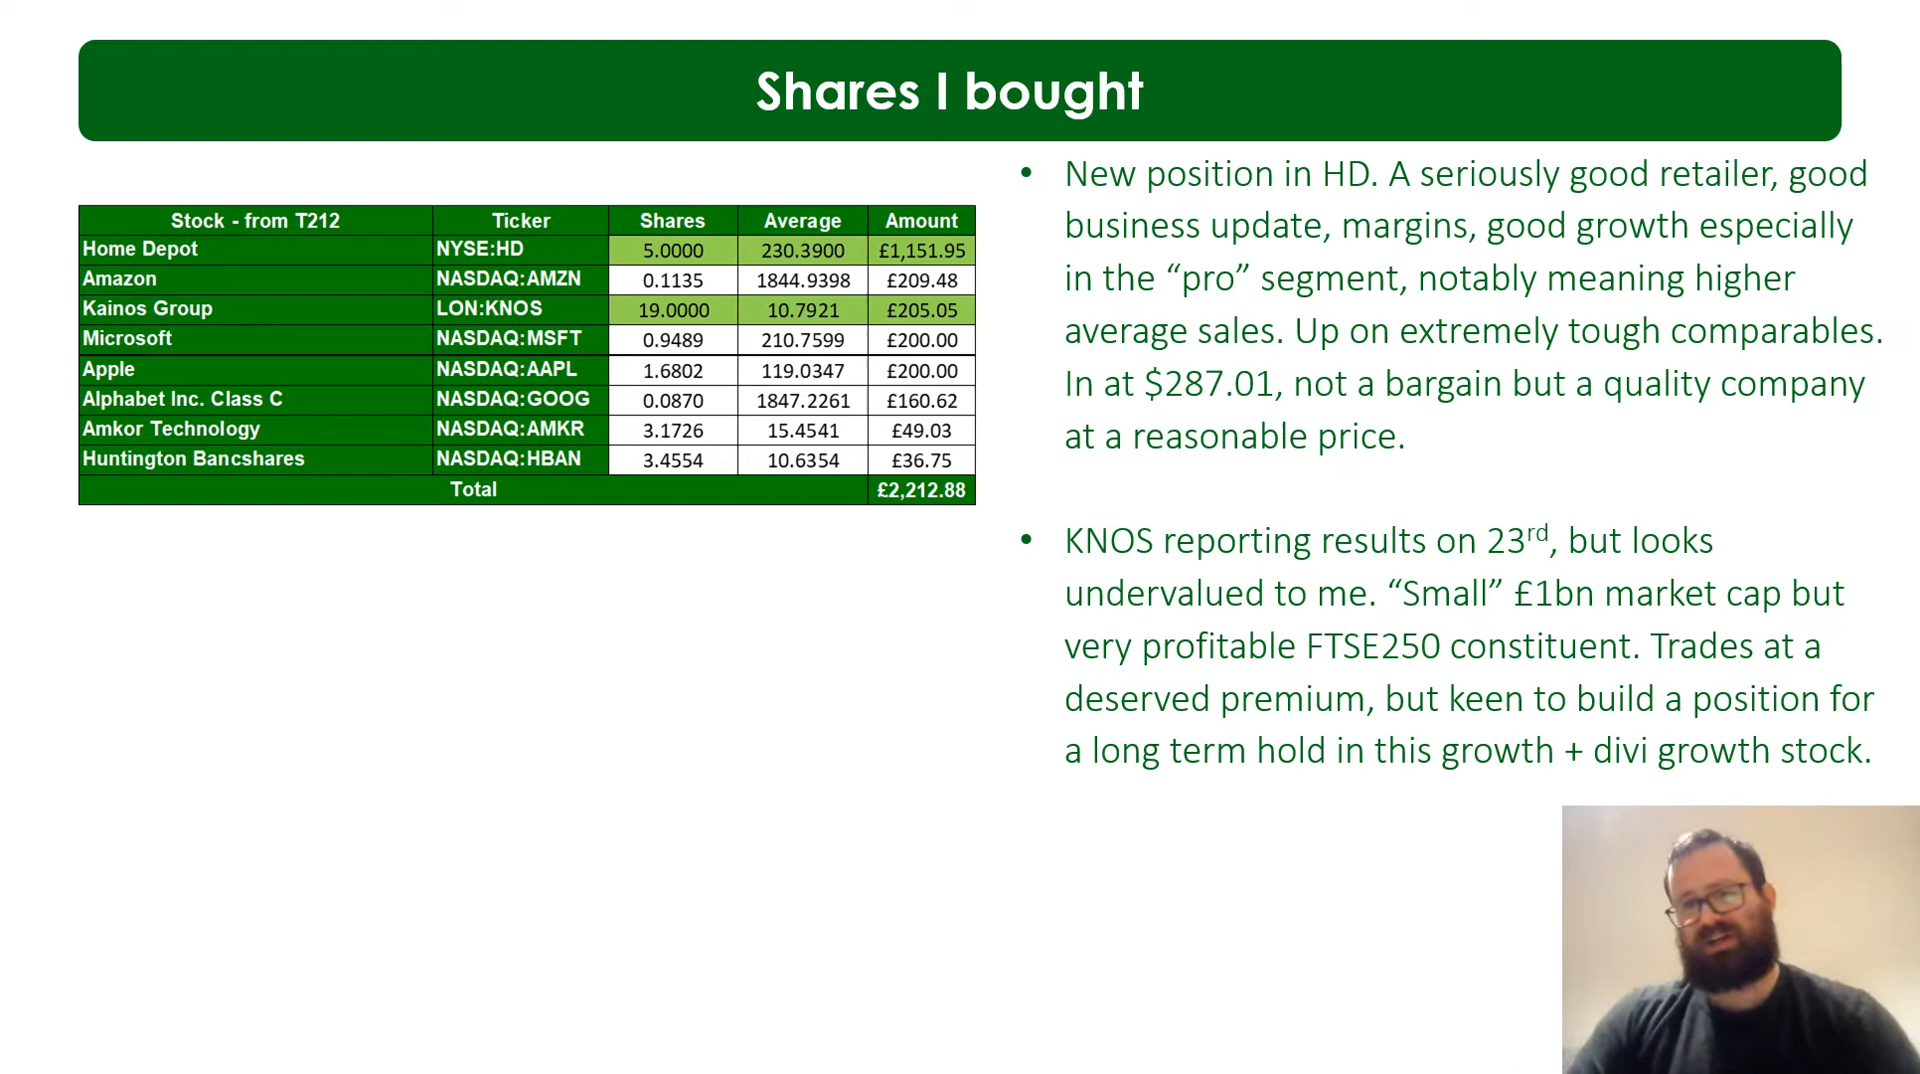 Shares I bought
Stock - from T212 Ticker Shares Average Amount
Home Depot NYSE:HD 5.0000 230.3900 £1,151.95
Amazon NASDAQ:AMZN 0.1135 1844.9398 £209.48
Kainos Group LON:KNOS 19.0000 10.7921 £205.05
Microsoft NASDAQ:MSFT 0.9489 210.7599 £200.00
Apple NASDAQ:AAPL 1.6802 119.0347 £200.00
Alphabet Inc. Class C NASDAQ:GOOG 0.0870 1847.2261 £160.62
Amkor Technology NASDAQ:AMKR 3.1726 15.4541 £49.03
Huntington Bancshares NASDAQ:HBAN 3.4554 10.6354 £36.75
Total £2,212.88
• New position in HD. A seriously good retailer, good
business update, margins, good growth especially
in the “pro” segment, notably meaning higher
average sales. Up on extremely tough comparables.
In at $287.01, not a bargain but a quality company
at a reasonable price.
• KNOS reporting results on 23rd, but looks
undervalued to me. “Small” £1bn market cap but
very profitable FTSE250 constituent. Trades at a
deserved premium, but keen to build a position for
a long term hold in this growth + divi growth stock.